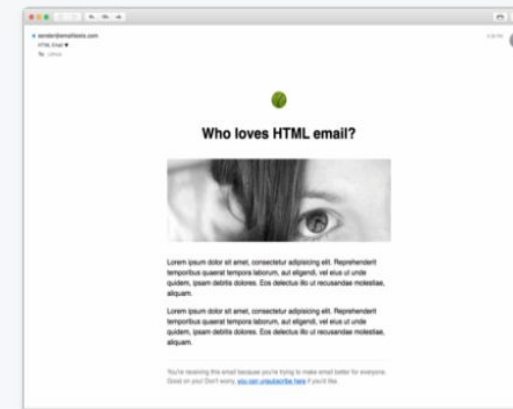 sender@emailtests.com
HTML Email
To:
Who loves HTML email?
Lorem ipsum dolor sit amet, consectetur adipisicing elit. Reprehenderit
temporibus quaerat tempora laborum, aut eligendi, vel eius ut unde
quidem, ipsam debitis dolores. Eos delectus illo ut recusandae molestiae,
aliquam.
Lorem ipsum dolor sit amet, consectetur adipisicing elit. Reprehenderit
temporibus quaerat tempora laborum, aut eligendi, vel eius ut unde
quidem, ipsam debitis dolores. Eos delectus illo ut recusandae molestiae,
aliquam.
You're receiving this email because you're trying to make email better for everyone.
Good on you! Don't worry, you can unsubscribe here if you'd like.